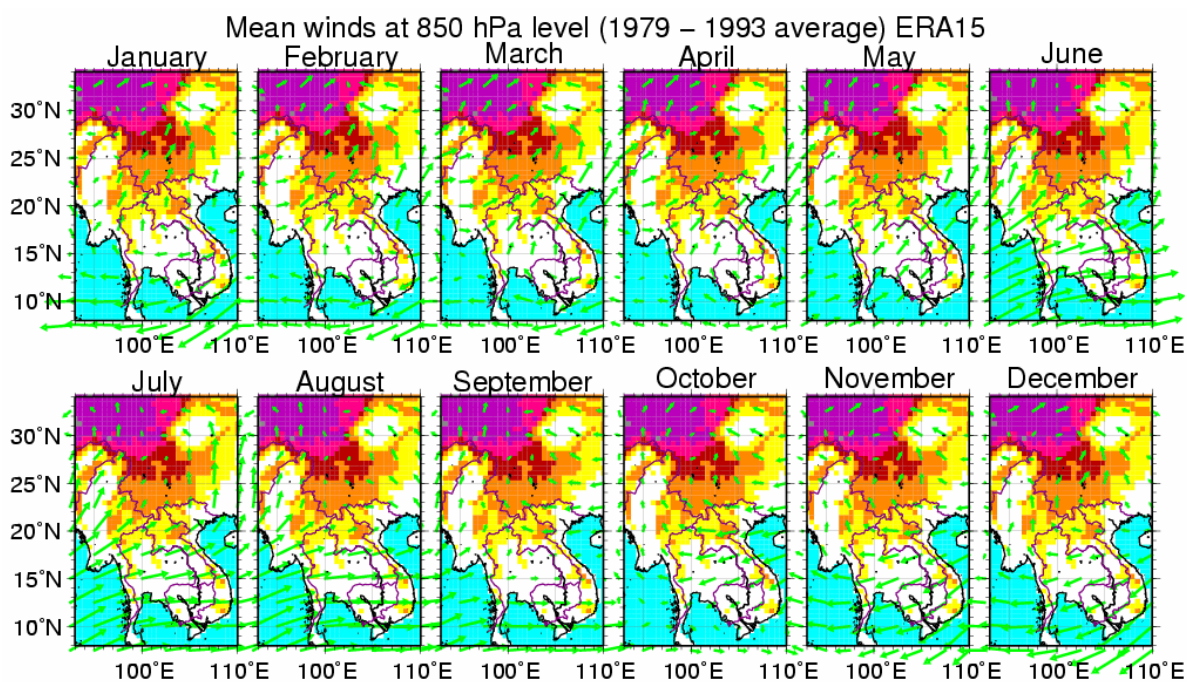 Mean winds at 850 hPa level (1979 – 1993 average) ERA15
January February March April May June
30˚N
25˚N
20˚N
15˚N
10˚N
100˚E 110˚E 100˚E 110˚E 100˚E 110˚E 100˚E 110˚E 100˚E 110˚E 100˚E 110˚E
July August September October November December
30˚N
25˚N
20˚N
15˚N
10˚N
100˚E 110˚E 100˚E 110˚E 100˚E 110˚E 100˚E 110˚E 100˚E 110˚E 100˚E 110˚E